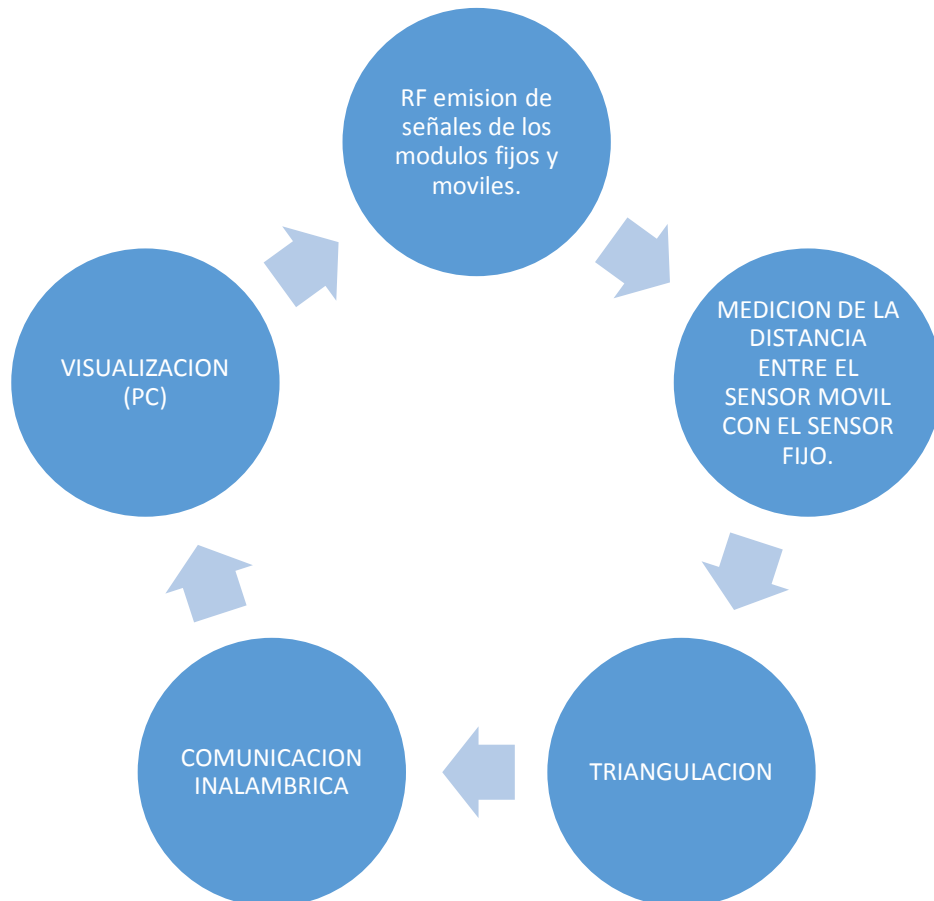 RF emision de
señales de los
modulos fijos y
moviles.
MEDICION DE LA
DISTANCIA
ENTRE EL
SENSOR MOVIL
CON EL SENSOR
FIJO.
TRIANGULACION
COMUNICACION
INALAMBRICA
VISUALIZACION
(PC)